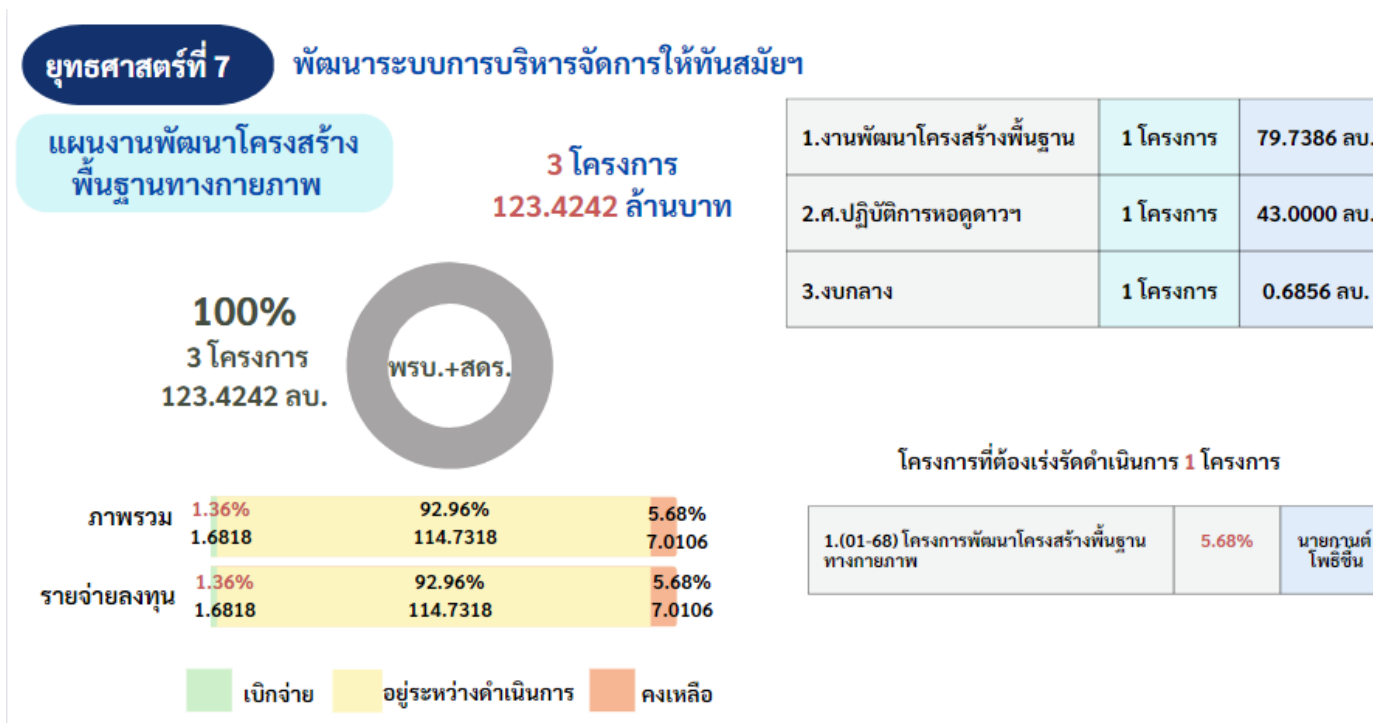 ยุทธศาสตร์ที่ 7
พัฒนาระบบการบริหารจัดการให้ทันสมัยฯ
แผนงานพัฒนาโครงสร้าง
พื้นฐานทางกายภาพ
3 โครงการ
123.4242 ล้านบาท
1.งานพัฒนาโครงสร้างพื้นฐาน 1 โครงการ 79.7386 ลบ.
2.ศ.ปฏิบัติการหอดูดาวฯ 1 โครงการ 43.0000 ลบ.
3.งบกลาง 1 โครงการ 0.6856 ลบ.
100%
3 โครงการ
123.4242 ลบ.
พรบ.+สดร.
โครงการที่ต้องเร่งรัดดำเนินการ 1 โครงการ
1.(01-68) โครงการพัฒนาโครงสร้างพื้นฐาน
ทางกายภาพ
5.68%
นายกานต์
โพธิชื่น
ภาพรวม
1.36% 92.96% 5.68%
1.6818 114.7318 7.0106
รายจ่ายลงทุน
1.36% 92.96% 5.68%
1.6818 114.7318 7.0106
เบิกจ่าย อยู่ระหว่างดำเนินการ คงเหลือ